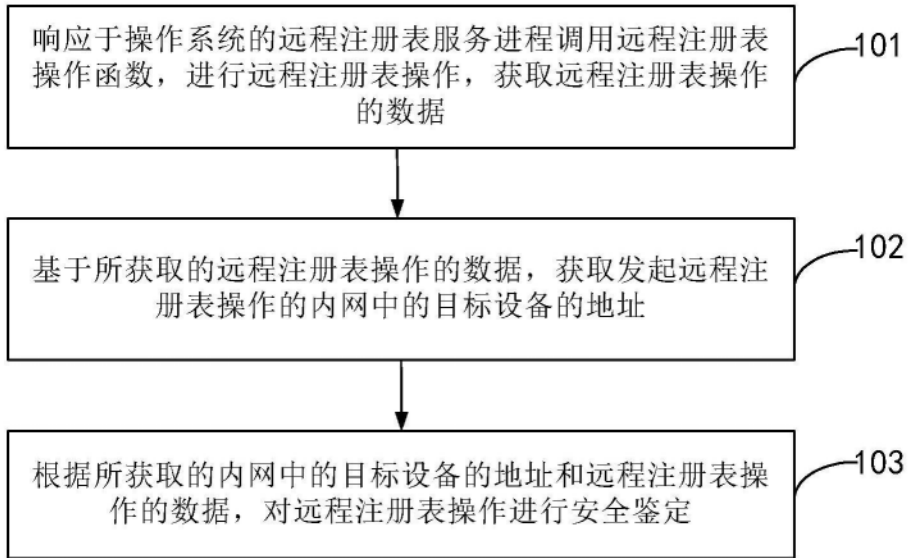 响应于操作系统的远程注册表服务进程调用远程注册表
操作函数，进行远程注册表操作，获取远程注册表操作
的数据
101
基于所获取的远程注册表操作的数据，获取发起远程注
册表操作的内网中的目标设备的地址
102
根据所获取的内网中的目标设备的地址和远程注册表操
作的数据，对远程注册表操作进行安全鉴定
103